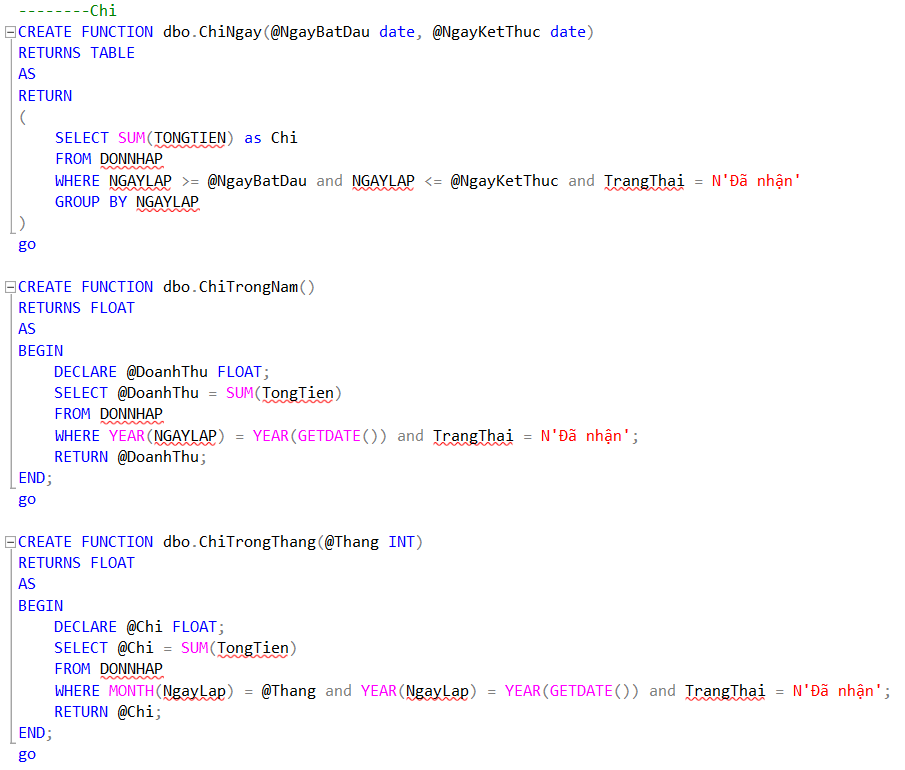 --------Chi
CREATE FUNCTION dbo.ChiNgay(@NgayBatDau date, @NgayKetThuc date)
RETURNS TABLE
AS
RETURN
(
    SELECT SUM(TONGTIEN) as Chi
    FROM DONNHAP
    WHERE NGAYLAP >= @NgayBatDau and NGAYLAP <= @NgayKetThuc and TrangThai = N'Đã nhận'
    GROUP BY NGAYLAP
)
go

CREATE FUNCTION dbo.ChiTrongNam()
RETURNS FLOAT
AS
BEGIN
    DECLARE @DoanhThu FLOAT;
    SELECT @DoanhThu = SUM(TongTien)
    FROM DONNHAP
    WHERE YEAR(NGAYLAP) = YEAR(GETDATE()) and TrangThai = N'Đã nhận';
    RETURN @DoanhThu;
END;
go

CREATE FUNCTION dbo.ChiTrongThang(@Thang INT)
RETURNS FLOAT
AS
BEGIN
    DECLARE @Chi FLOAT;
    SELECT @Chi = SUM(TongTien)
    FROM DONNHAP
    WHERE MONTH(NgayLap) = @Thang and YEAR(NgayLap) = YEAR(GETDATE()) and TrangThai = N'Đã nhận';
    RETURN @Chi;
END;
go